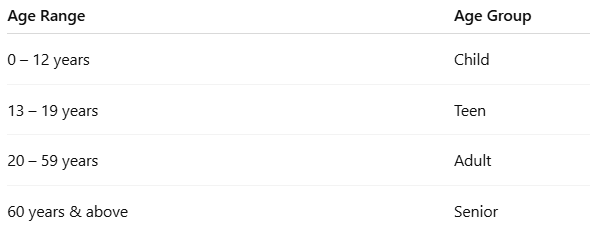 Age Range Age Group
0 – 12 years Child
13 – 19 years Teen
20 – 59 years Adult
60 years & above Senior